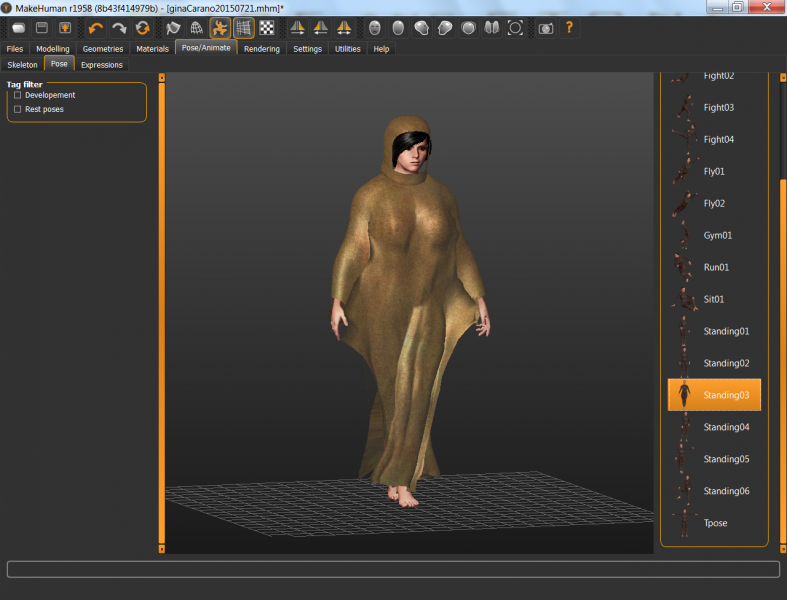 MakeHuman r1958 (8b43f414979b) - [ginaCarano20150721.mhm]*
Files Modelling Geometries Materials Pose/Animate Rendering Settings Utilities Help
Skeleton Pose Expressions
Tag filter
Developement
Rest poses
Fight02
Fight03
Fight04
Fly01
Fly02
Gym01
Run01
Sit01
Standing01
Standing02
Standing03
Standing04
Standing05
Standing06
Tpose